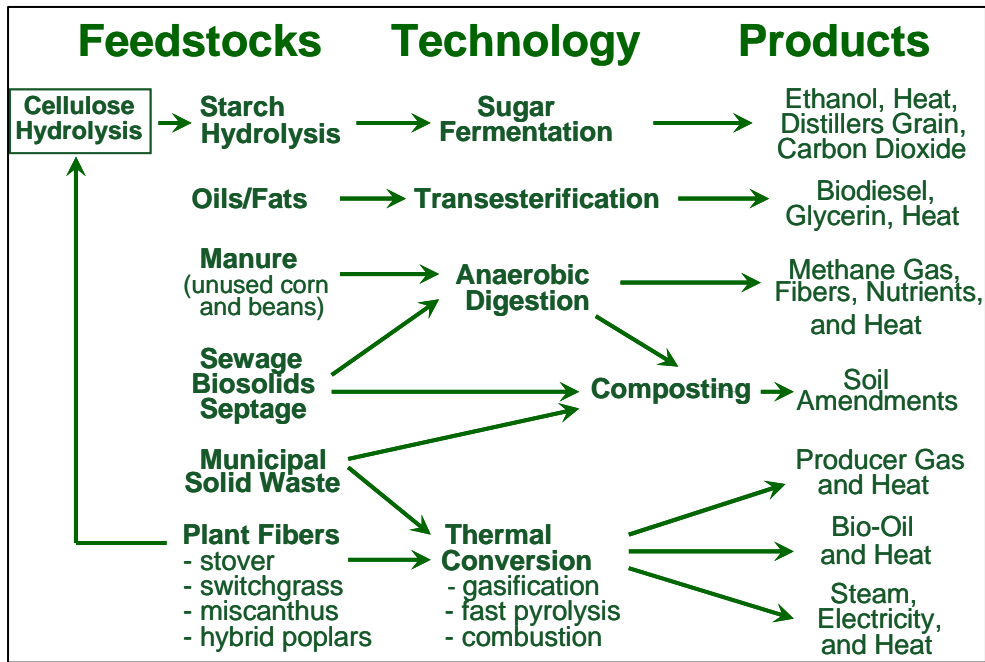 Feedstocks Technology Products
Cellulose
Hydrolysis
Starch
Hydrolysis
Sugar
Fermentation
Ethanol, Heat,
Distillers Grain,
Carbon Dioxide
Oils/Fats
Transesterification
Biodiesel,
Glycerin, Heat
Manure
(unused corn
and beans)
Anaerobic
Digestion
Methane Gas,
Fibers, Nutrients,
and Heat
Sewage
Biosolids
Septage
Composting
Soil
Amendments
Municipal
Solid Waste
Producer Gas
and Heat
Plant Fibers
- stover
- switchgrass
- miscanthus
- hybrid poplars
Thermal
Conversion
- gasification
- fast pyrolysis
- combustion
Bio-Oil
and Heat
Steam,
Electricity,
and Heat